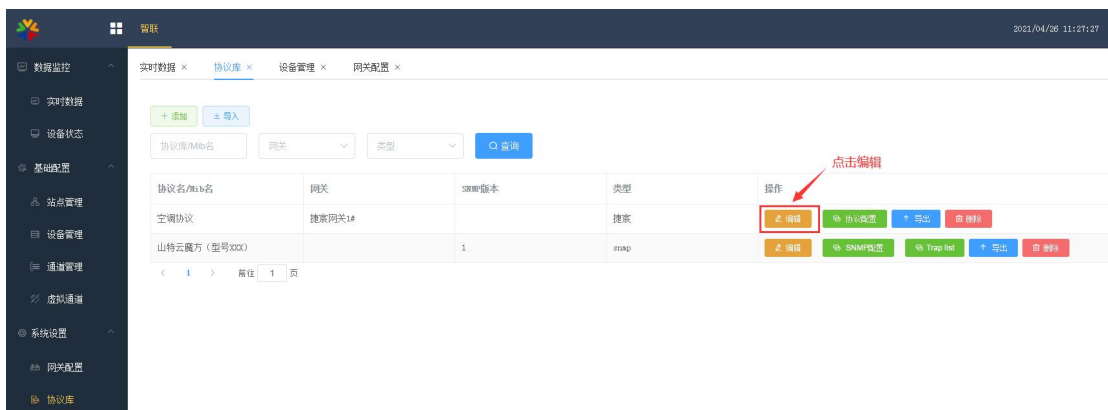 智联 2021/04/26 11:27:27
数据监控
实时数据
设备状态
基础配置
站点管理
设备管理
通道管理
虚拟通道
系统设置
网关配置
协议库
实时数据 × 协议库 × 设备管理 × 网关配置 ×
+ 添加 导入
协议库/Mib名 网关 类型 查询
点击编辑
协议名/Mib名 网关 SNMP版本 类型 操作
空调协议 捷宸网关1# 捷宸 编辑 协议配置 导出 删除
山特云魔方（型号XXX） 1 snmp 编辑 SNMP配置 Trap list 导出 删除
< 1 > 前往 1 页